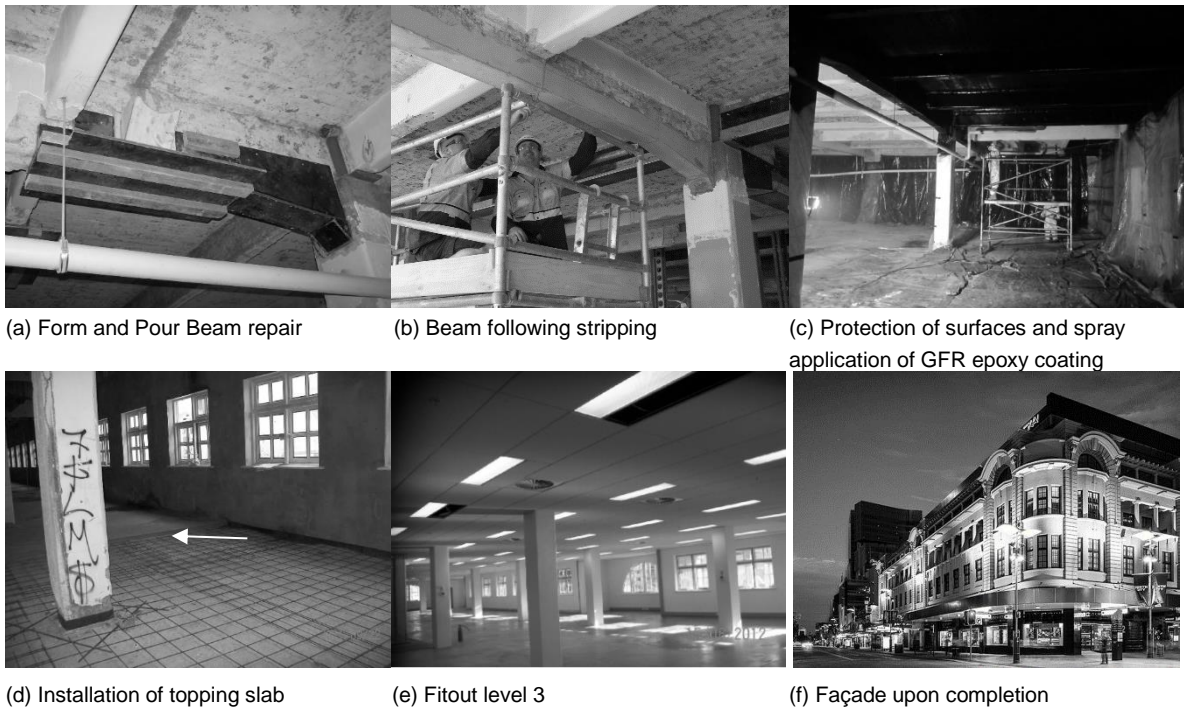 (a) Form and Pour Beam repair
(b) Beam following stripping
(c) Protection of surfaces and spray
application of GFR epoxy coating
2012
(d) Installation of topping slab
(e) Fitout level 3
(f) Façade upon completion